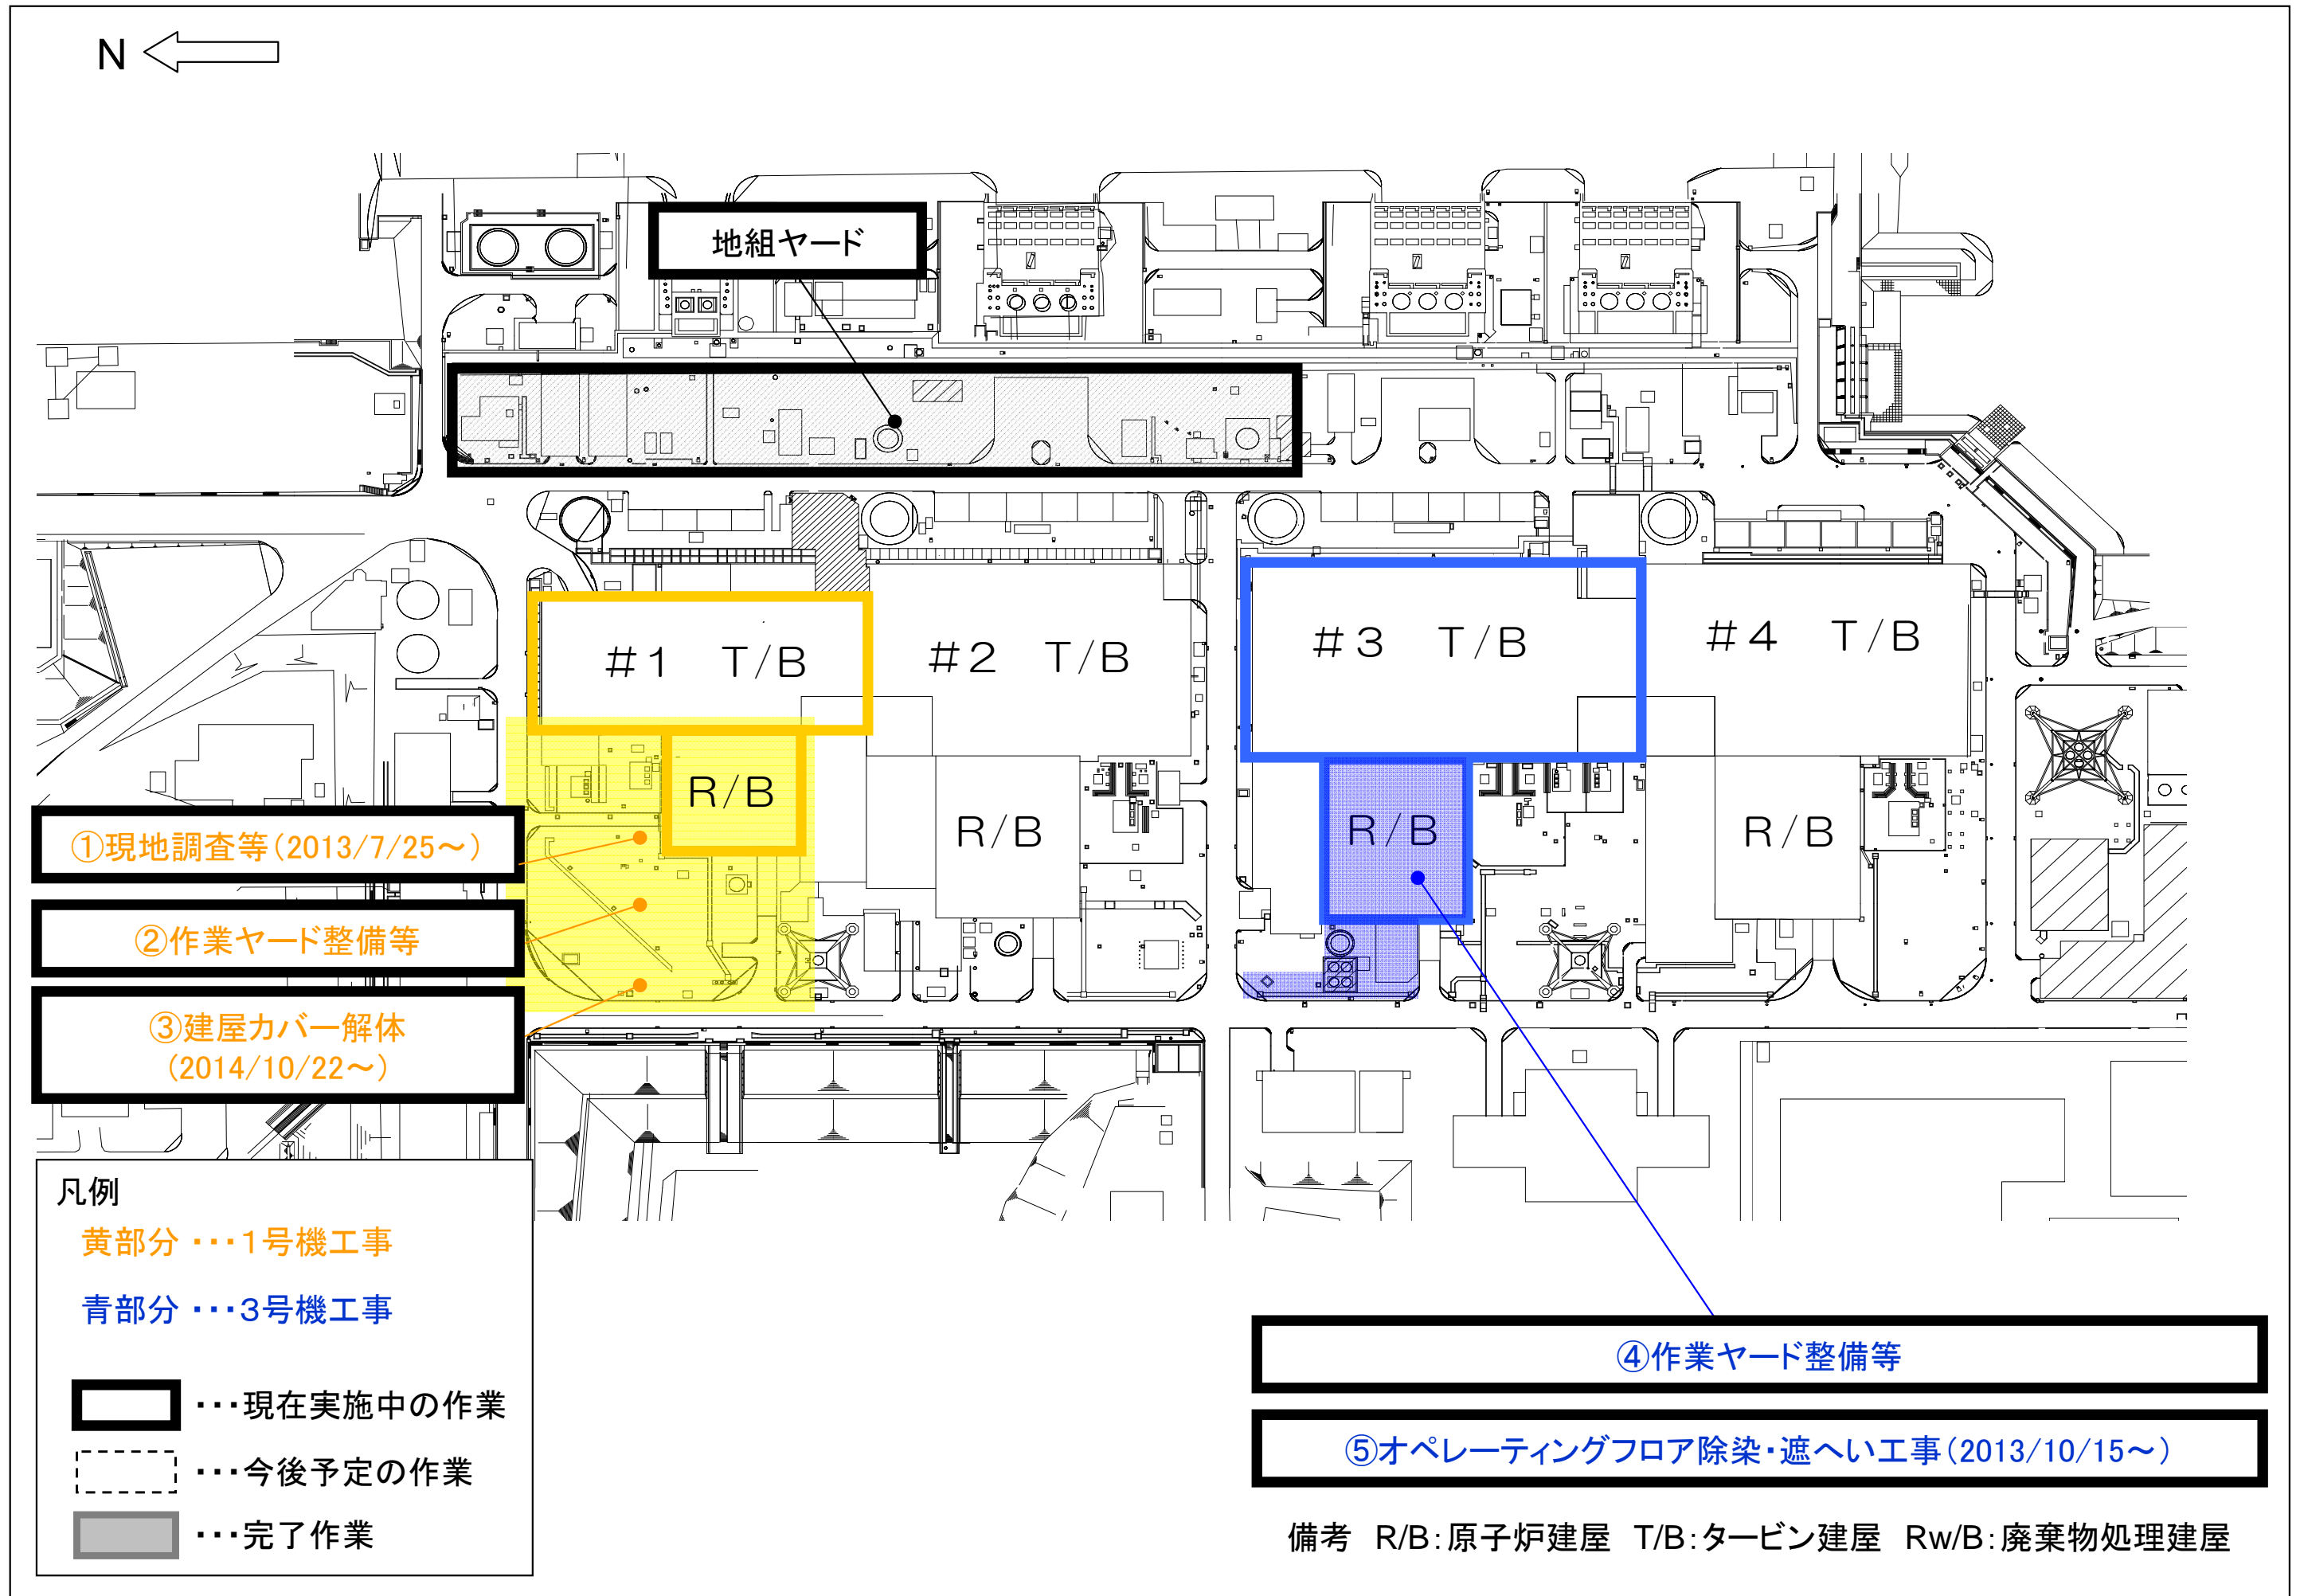 N
地組ヤード
#1 T/B
#2 T/B
#3 T/B
#4 T/B
R/B
R/B
R/B
R/B
①現地調査等(2013/7/25~)
②作業ヤード整備等
③建屋カバー解体
(2014/10/22~)
凡例
黄部分・・・1号機工事
青部分・・・3号機工事
・・・現在実施中の作業
・・・今後予定の作業
・・・完了作業
④作業ヤード整備等
⑤オペレーティングフロア除染・遮へい工事(2013/10/15~)
備考 R/B:原子炉建屋 T/B:タービン建屋 Rw/B:廃棄物処理建屋